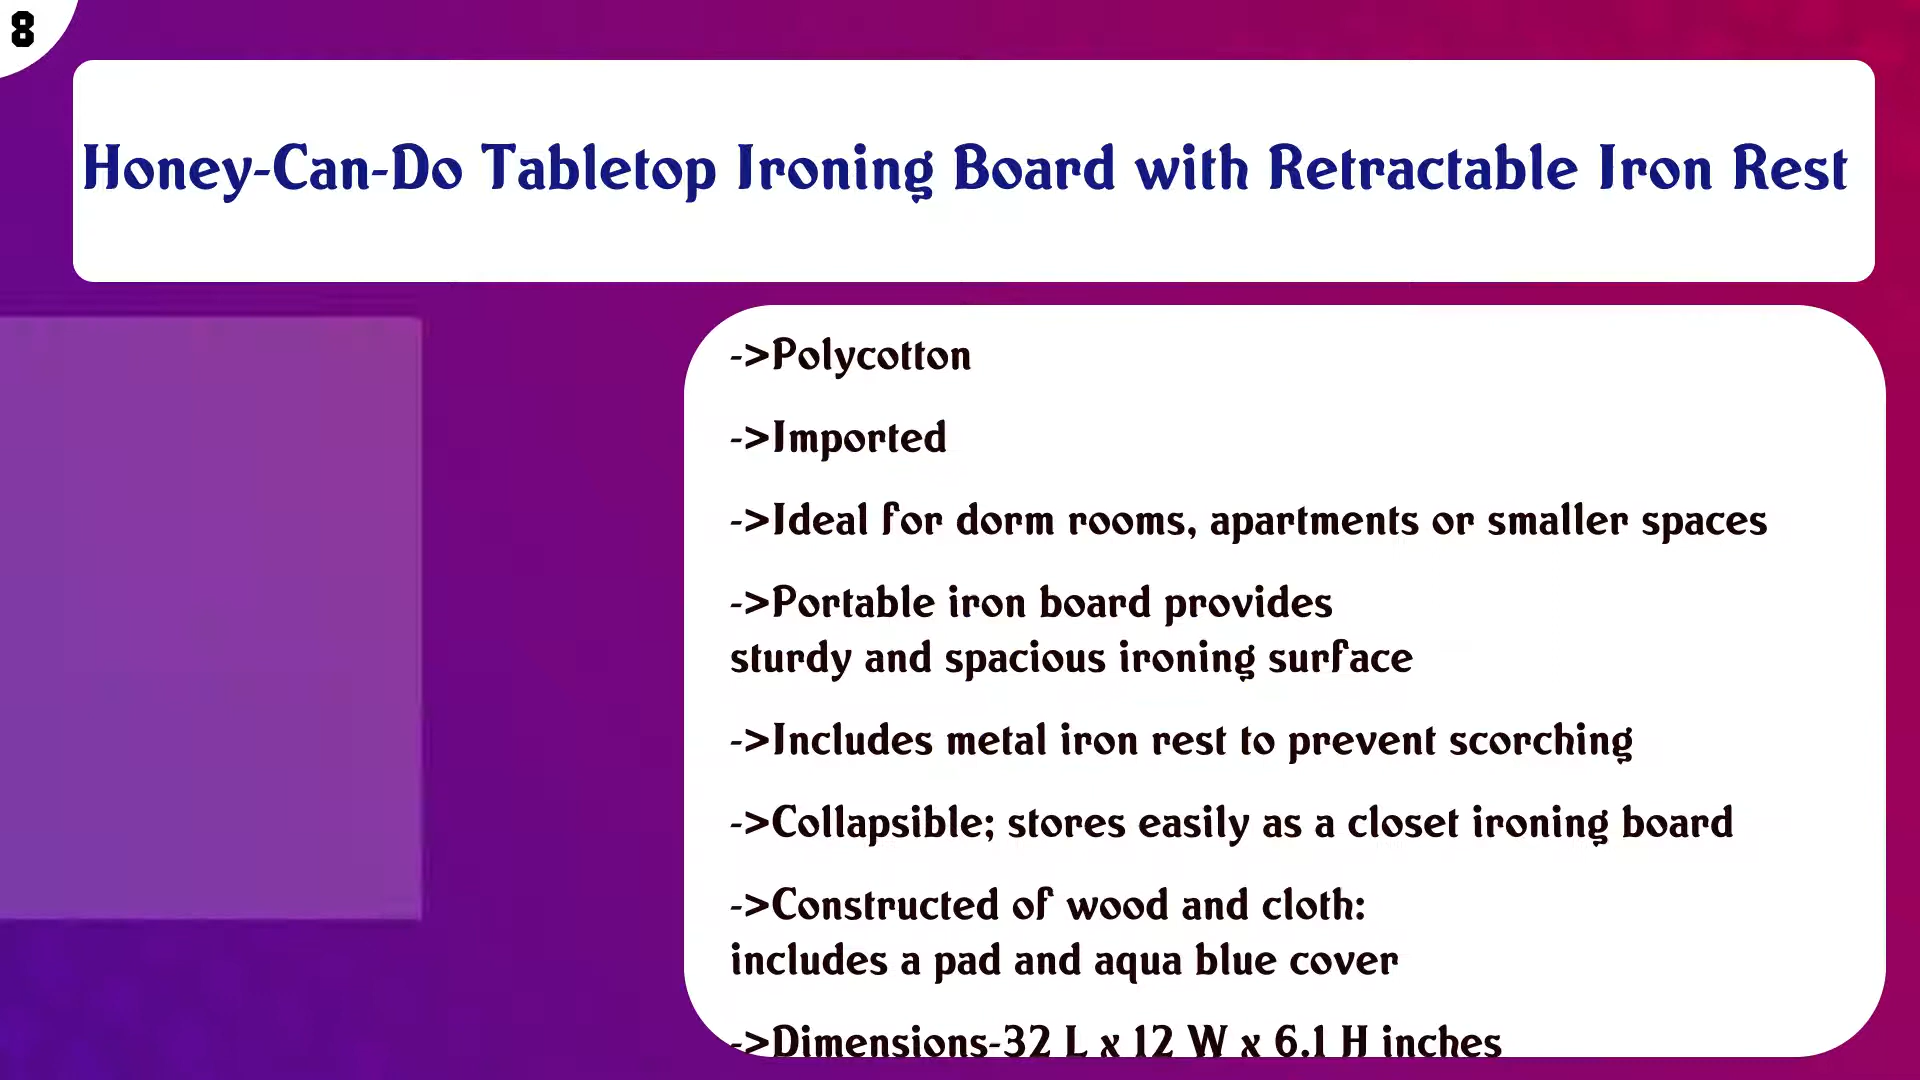 8
Honey-Can-Do Tabletop Ironing Board with Retractable Iron Rest
->Polycotton
->Imported
->Ideal for dorm rooms, apartments or smaller spaces
->Portable iron board provides
sturdy and spacious ironing surface
->Includes metal iron rest to prevent scorching
->Collapsible; stores easily as a closet ironing board
->Constructed of wood and cloth:
includes a pad and aqua blue cover
->Dimensions-32 L x 12 W x 6.1 H inches